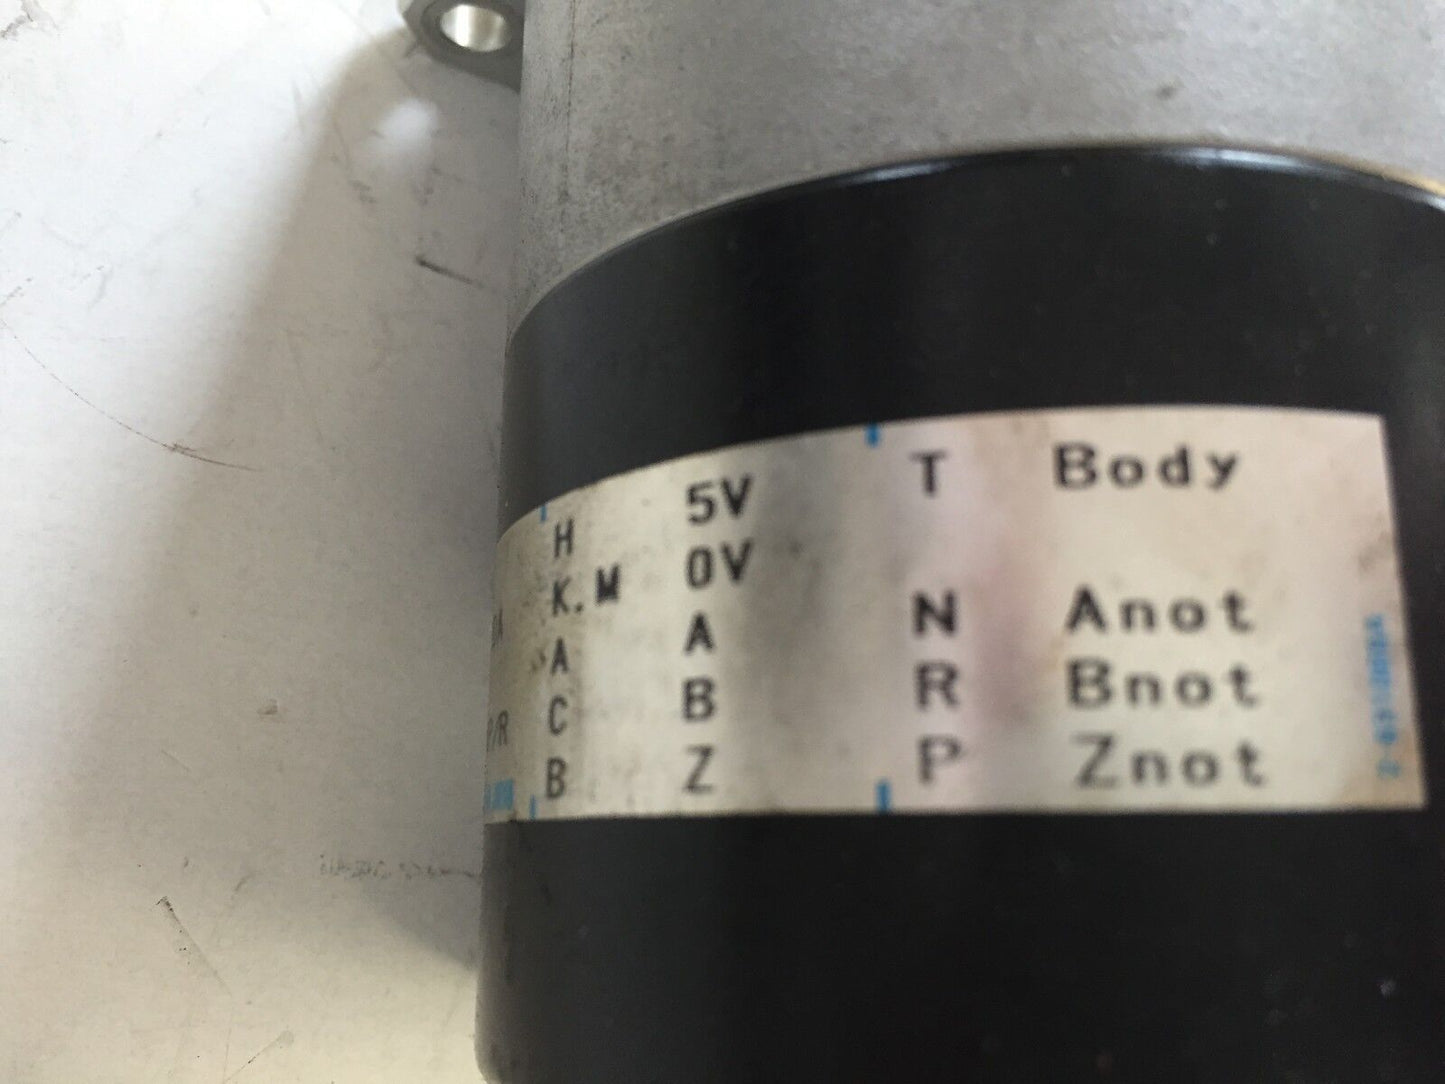 H 5V T Body
K.M 0V
A A N Anot
P/R C B R Bnot
B Z P Znot